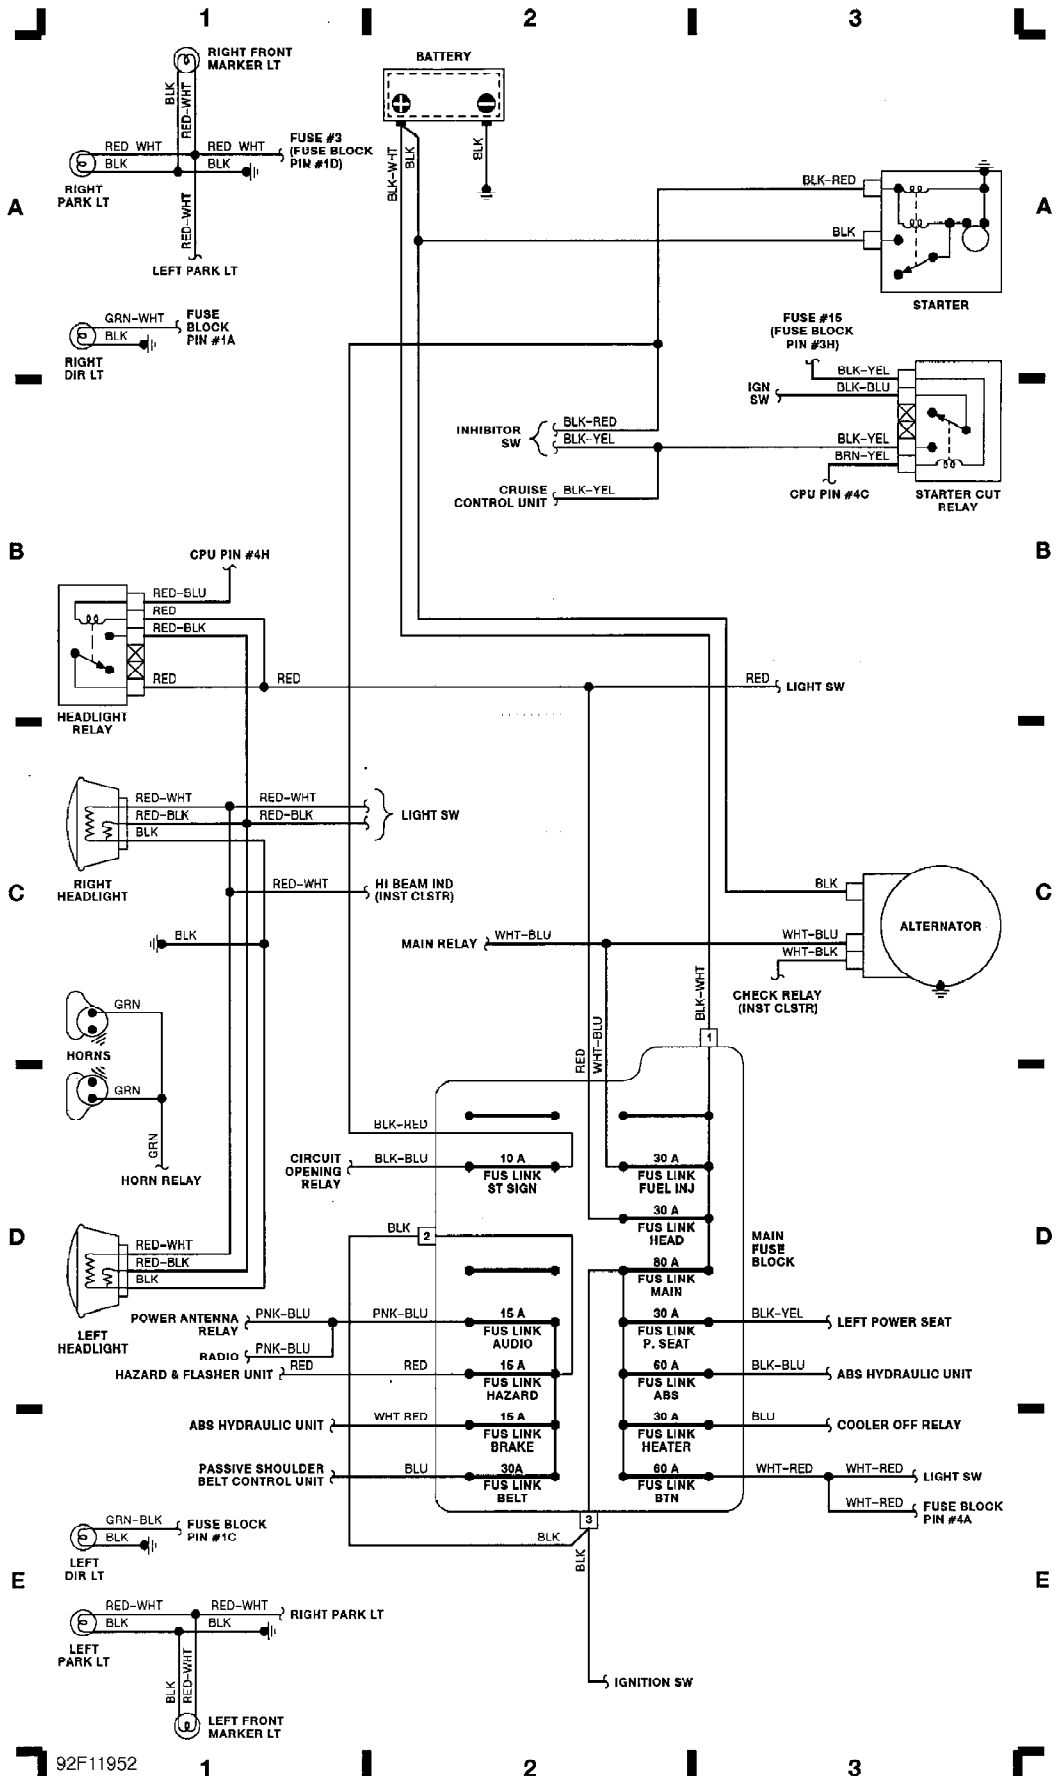 1
2
3
RIGHT FRONT
MARKER LT
BLK
RED-WHT
RED WHT
BLK
RED WHT
BLK
FUSE #3
(FUSE BLOCK
PIN #1D)
RIGHT
PARK LT
RED-WHT
LEFT PARK LT
BATTERY
BLK-WHT
BLK
BLK
A
A
BLK-RED
BLK
STARTER
GRN-WHT
BLK
FUSE
BLOCK
PIN #1A
RIGHT
DIR LT
FUSE #15
(FUSE BLOCK
PIN #3H)
BLK-YEL
BLK-BLU
IGN
SW
BLK-YEL
BRN-YEL
CPU PIN #4C
STARTER CUT
RELAY
INHIBITOR
SW
BLK-RED
BLK-YEL
CRUISE
CONTROL UNIT
BLK-YEL
B
B
CPU PIN #4H
RED-BLU
RED
RED-BLK
RED
RED
HEADLIGHT
RELAY
RED
LIGHT SW
RED-WHT
RED-BLK
BLK
RED-WHT
RED-BLK
LIGHT SW
RIGHT
HEADLIGHT
RED-WHT
HI BEAM IND
(INST CLSTR)
C
C
BLK
BLK
ALTERNATOR
MAIN RELAY
WHT-BLU
WHT-BLU
WHT-BLK
CHECK RELAY
(INST CLSTR)
BLK-WHT
GRN
HORNS
GRN
GRN
HORN RELAY
RED
WHT-BLU
1
BLK-RED
CIRCUIT
OPENING
RELAY
BLK-BLU
10 A
FUS LINK
ST SIGN
30 A
FUS LINK
FUEL INJ
30 A
FUS LINK
HEAD
D
D
BLK
2
MAIN
FUSE
BLOCK
80 A
FUS LINK
MAIN
RED-WHT
RED-BLK
BLK
LEFT
HEADLIGHT
POWER ANTENNA
RELAY
PNK-BLU
PNK-BLU
15 A
FUS LINK
AUDIO
30 A
FUS LINK
P. SEAT
BLK-YEL
LEFT POWER SEAT
RADIO
PNK-BLU
HAZARD & FLASHER UNIT
RED
RED
15 A
FUS LINK
HAZARD
60 A
FUS LINK
ABS
BLK-BLU
ABS HYDRAULIC UNIT
ABS HYDRAULIC UNIT
WHT RED
15 A
FUS LINK
BRAKE
30 A
FUS LINK
HEATER
BLU
COOLER OFF RELAY
PASSIVE SHOULDER
BELT CONTROL UNIT
BLU
30A
FUS LINK
BELT
60 A
FUS LINK
BTN
WHT-RED
WHT-RED
LIGHT SW
WHT-RED
FUSE BLOCK
PIN #4A
3
BLK
BLK
GRN-BLK
BLK
FUSE BLOCK
PIN #1C
LEFT
DIR LT
E
E
RED-WHT
BLK
RED-WHT
BLK
RIGHT PARK LT
LEFT
PARK LT
BLK
RED-WHT
LEFT FRONT
MARKER LT
IGNITION SW
92F11952
1
2
3